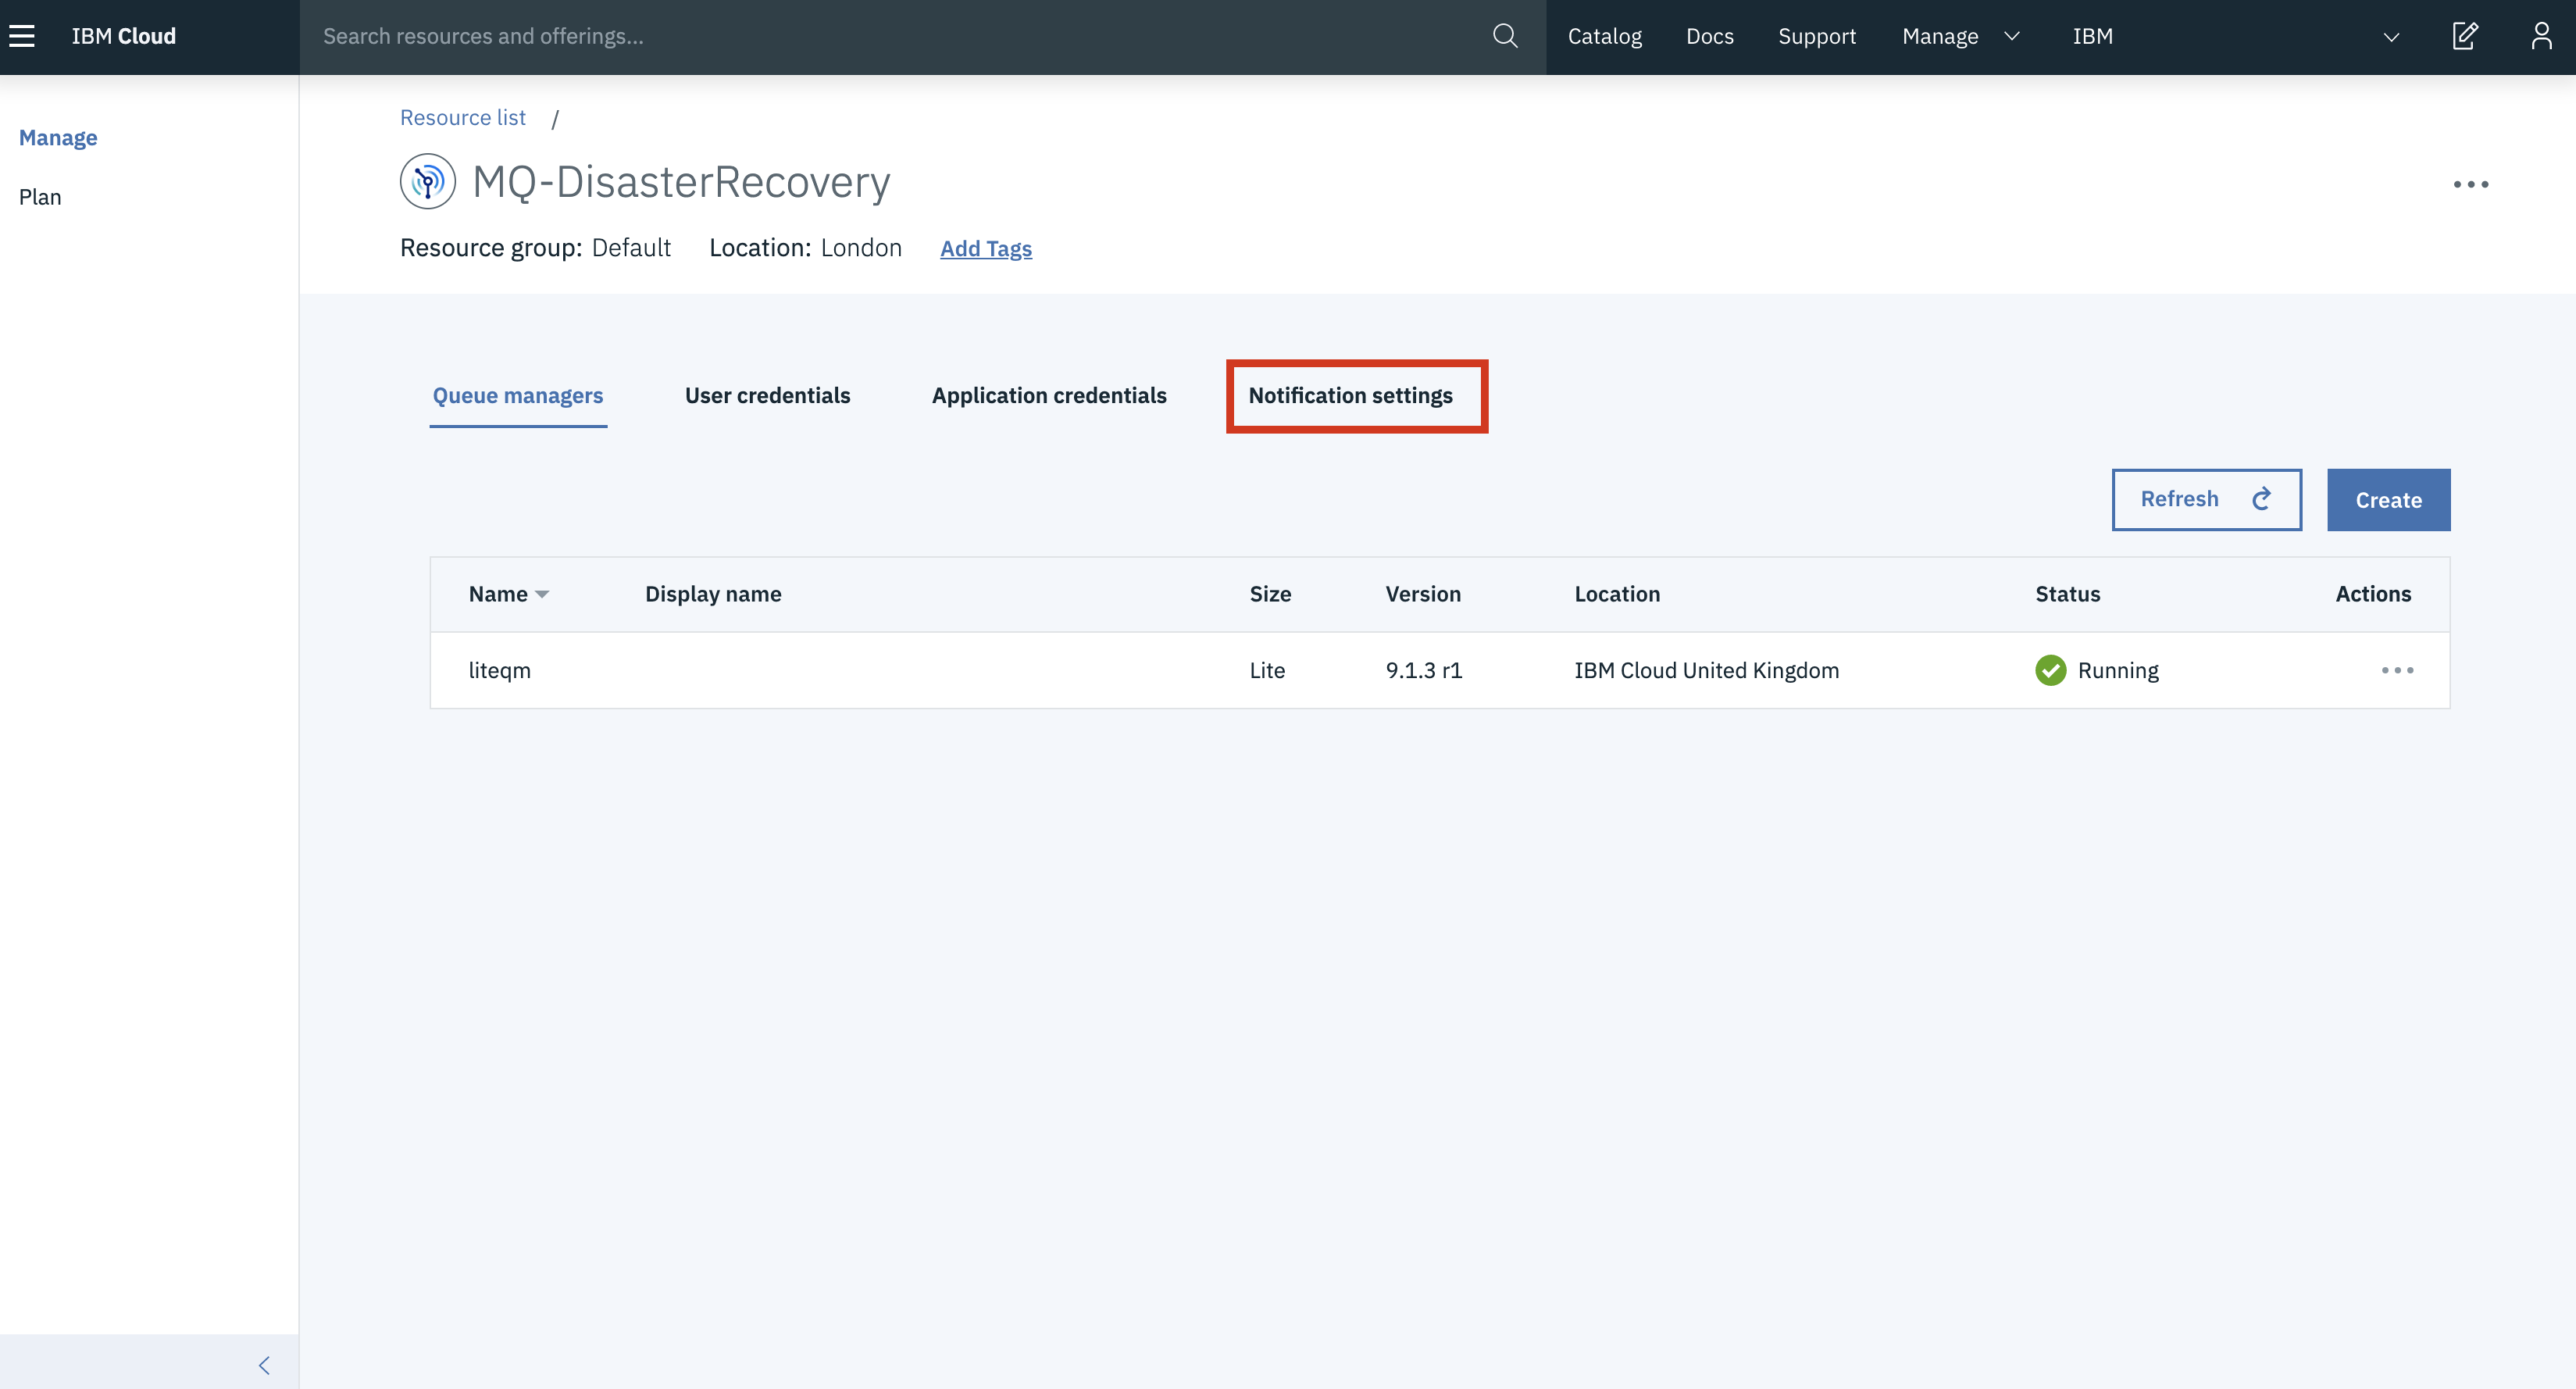 IBM Cloud
Search resources and offerings...
Catalog
Docs
Support
Manage
IBM
Manage
Plan
Resource list /
MQ-DisasterRecovery
Resource group: Default Location: London Add Tags
Queue managers
User credentials
Application credentials
Notification settings
Refresh
Create
Name Display name Size Version Location Status Actions
liteqm Lite 9.1.3 r1 IBM Cloud United Kingdom Running